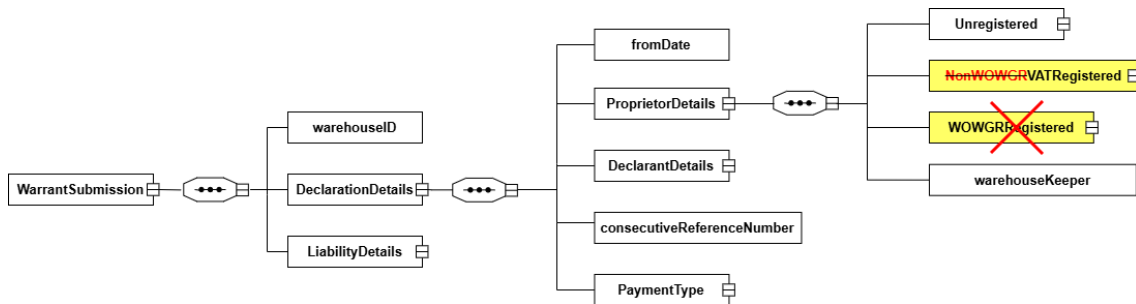 WarrantSubmission
warehouseID
DeclarationDetails
LiabilityDetails
fromDate
ProprietorDetails
DeclarantDetails
consecutiveReferenceNumber
PaymentType
Unregistered
NonWOWGRVATRegistered
WOWGRRegistered
warehouseKeeper